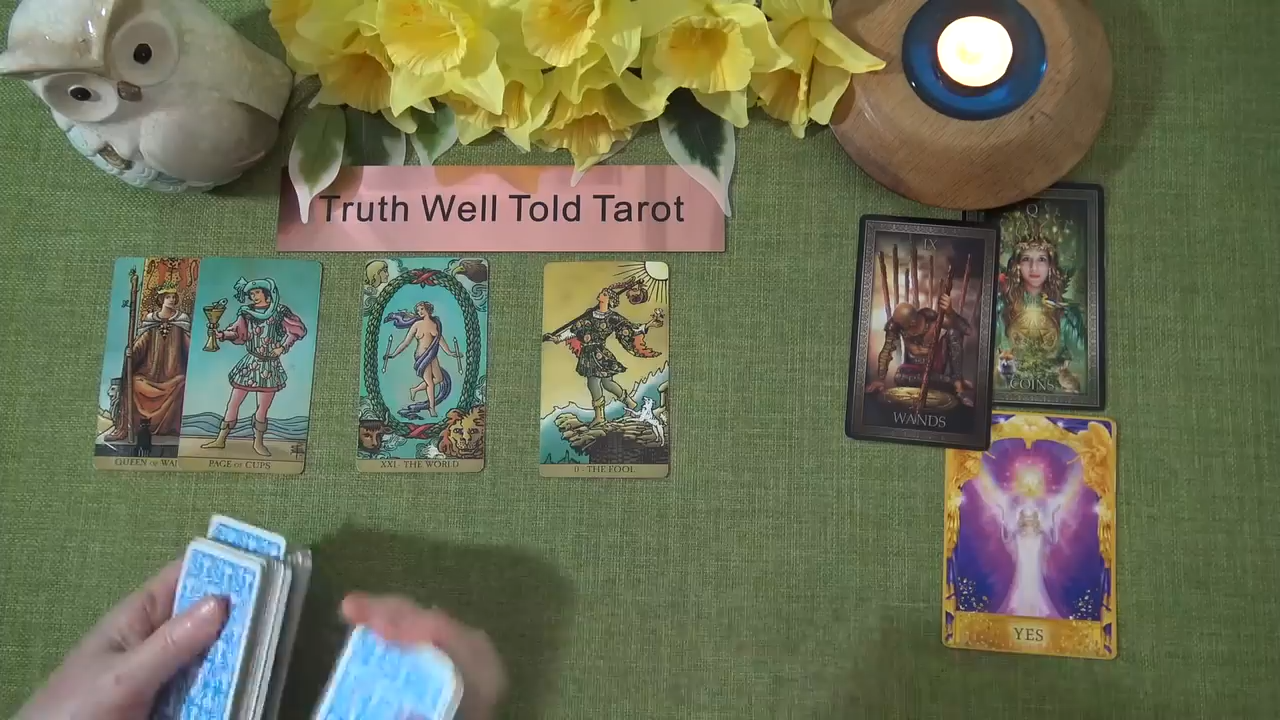 Truth Well Told Tarot
QUEEN OF WAN
PAGE OF CUPS
XXI · THE WORLD
0 · THE FOOL
IX
WANDS
Q
COINS
YES